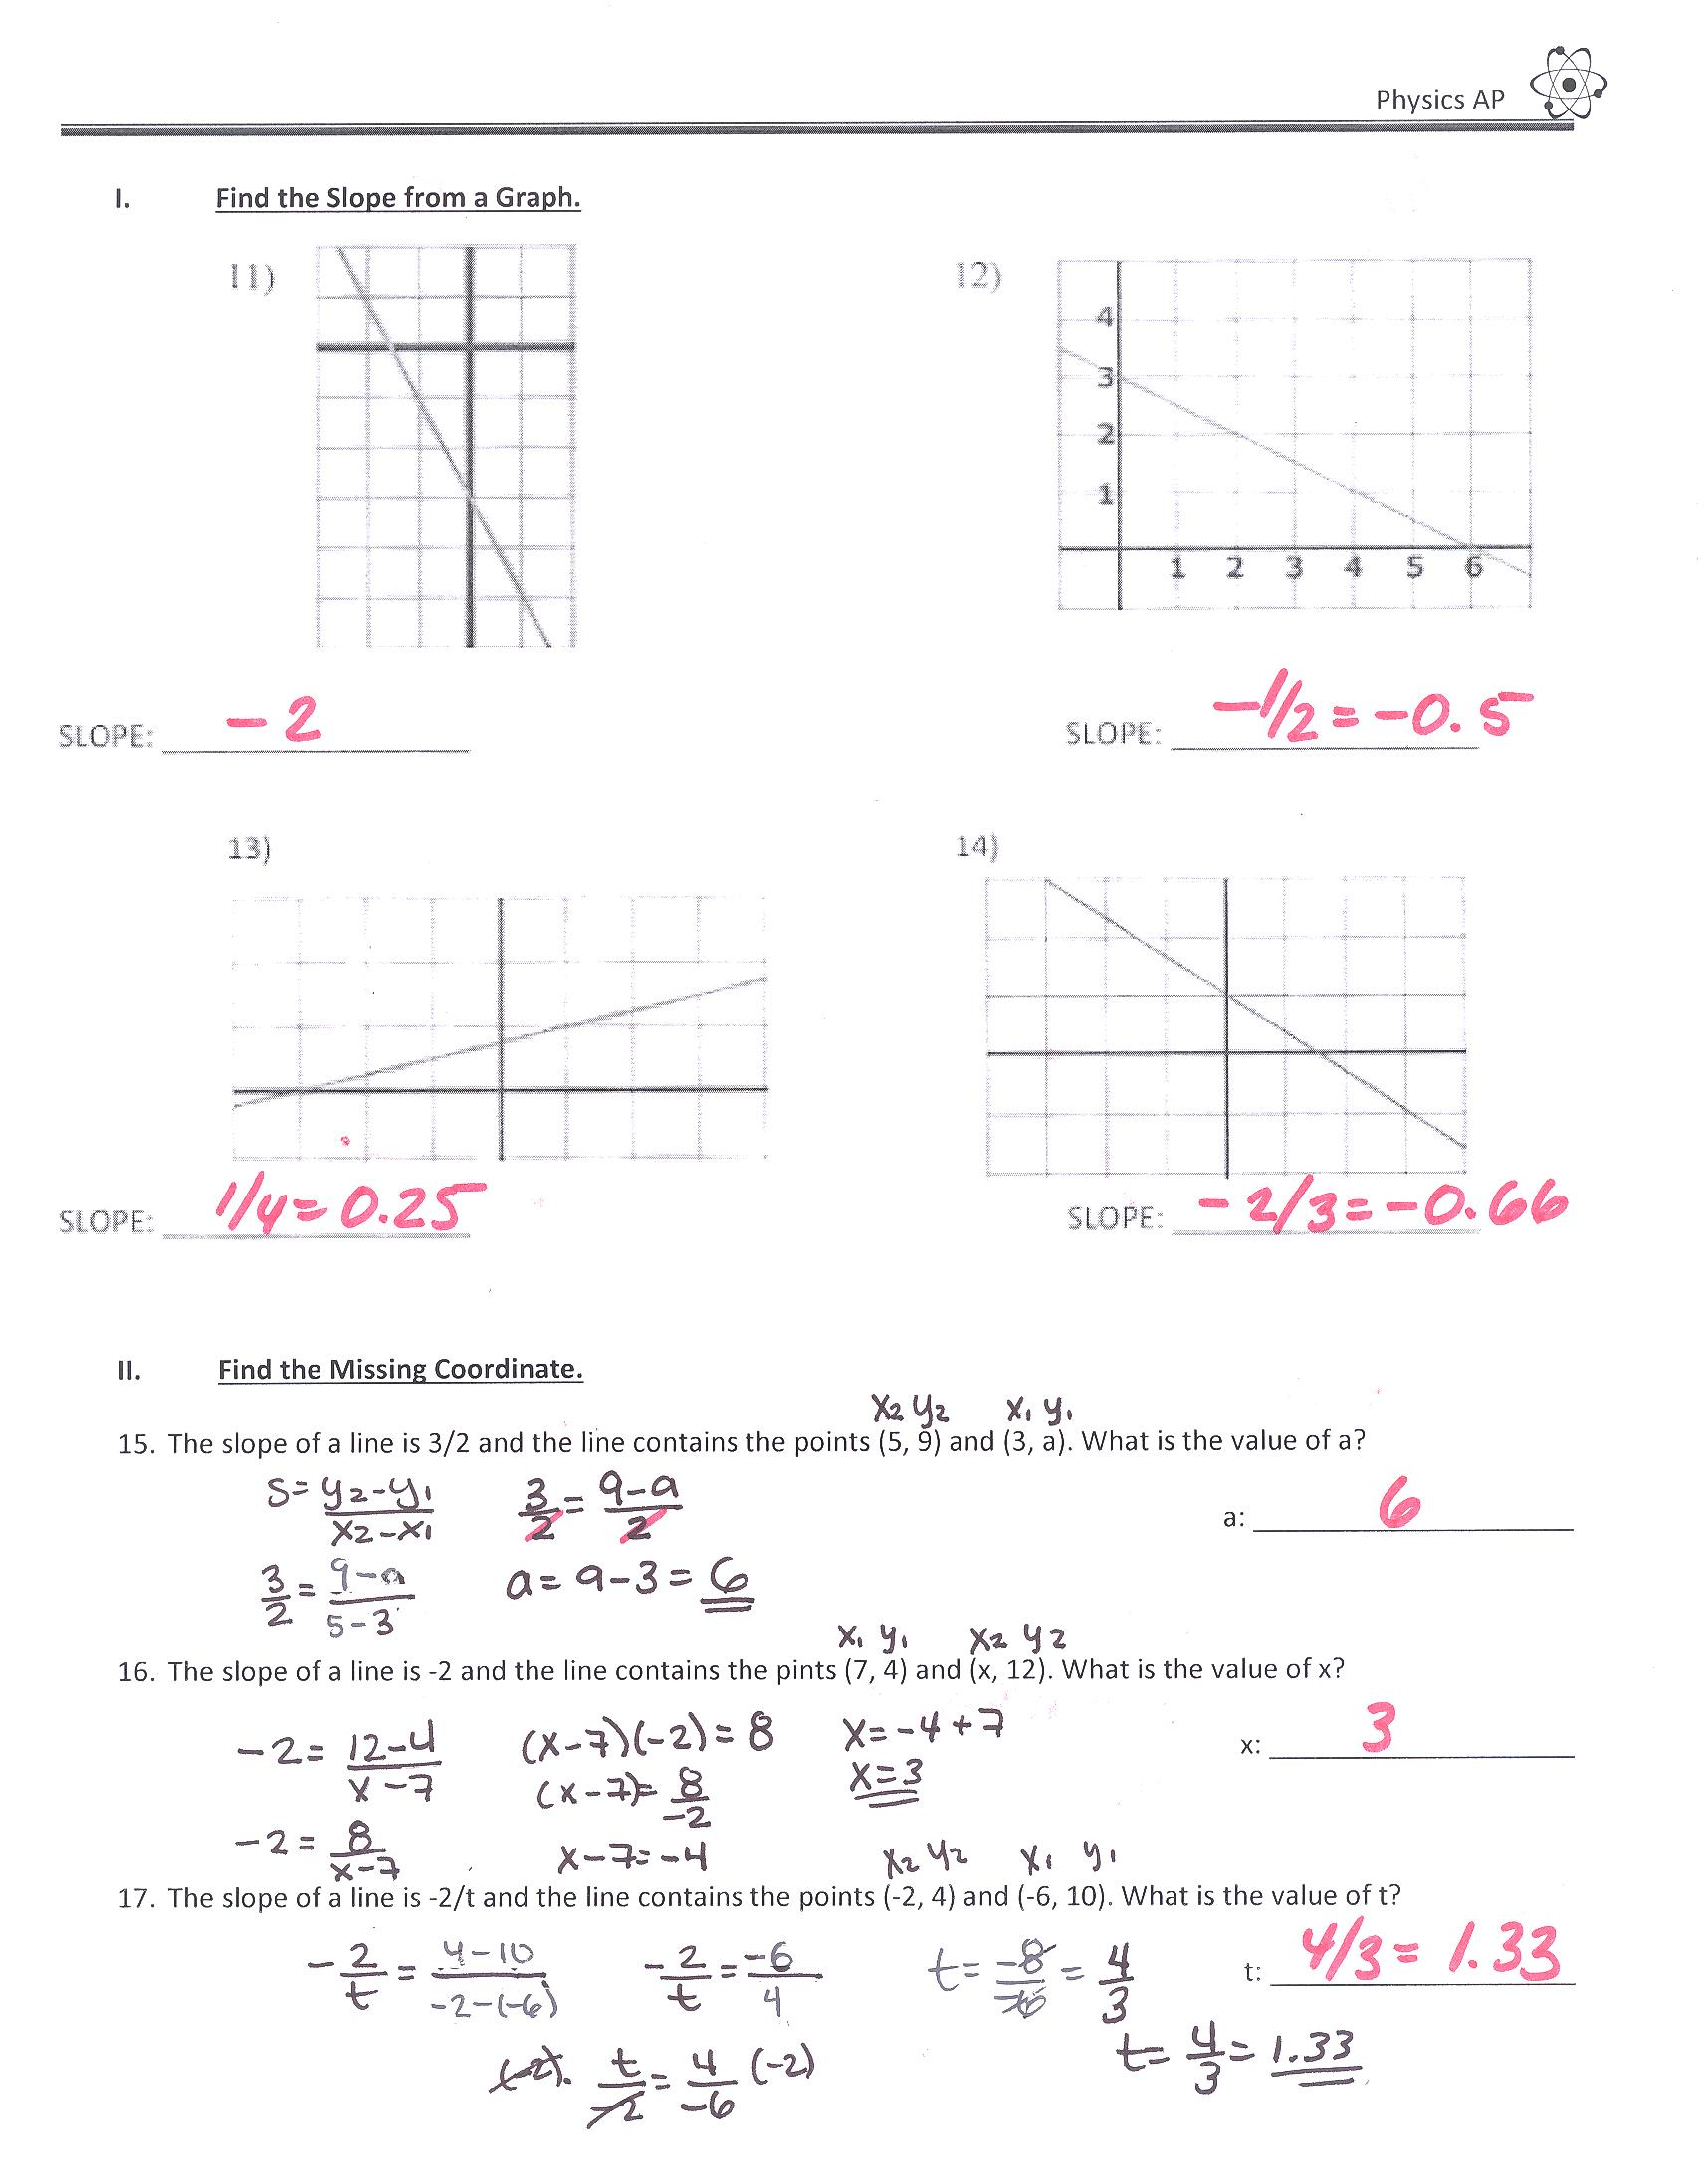 Physics AP
I. Find the Slope from a Graph.
11)
12)
4
3
2
1
1 2 3 4 5 6
SLOPE: -2
SLOPE: -1/2 = -0.5
13)
14)
SLOPE: 1/4 = 0.25
SLOPE: -2/3 = -0.66
II. Find the Missing Coordinate.
x2 y2 x1 y1
15. The slope of a line is 3/2 and the line contains the points (5, 9) and (3, a). What is the value of a?
S = y2-y1 / x2-x1
3/2 = 9-a / 2
a: 6
3/2 = 9-a / 5-3
a = 9-3 = 6
x1 y1 x2 y2
16. The slope of a line is -2 and the line contains the pints (7, 4) and (x, 12). What is the value of x?
-2 = 12-4 / x-7
(x-7)(-2) = 8
x = -4+7
x: 3
(x-7) = 8/-2
x = 3
-2 = 8 / x-7
x-7 = -4
x2 y2 x1 y1
17. The slope of a line is -2/t and the line contains the points (-2, 4) and (-6, 10). What is the value of t?
-2/t = 4-10 / -2-(-6)
-2/t = -6/4
t = -8/-6 = 4/3
t: 4/3 = 1.33
(-2). t/-2 = 4/-6 (-2)
t = 4/3 = 1.33